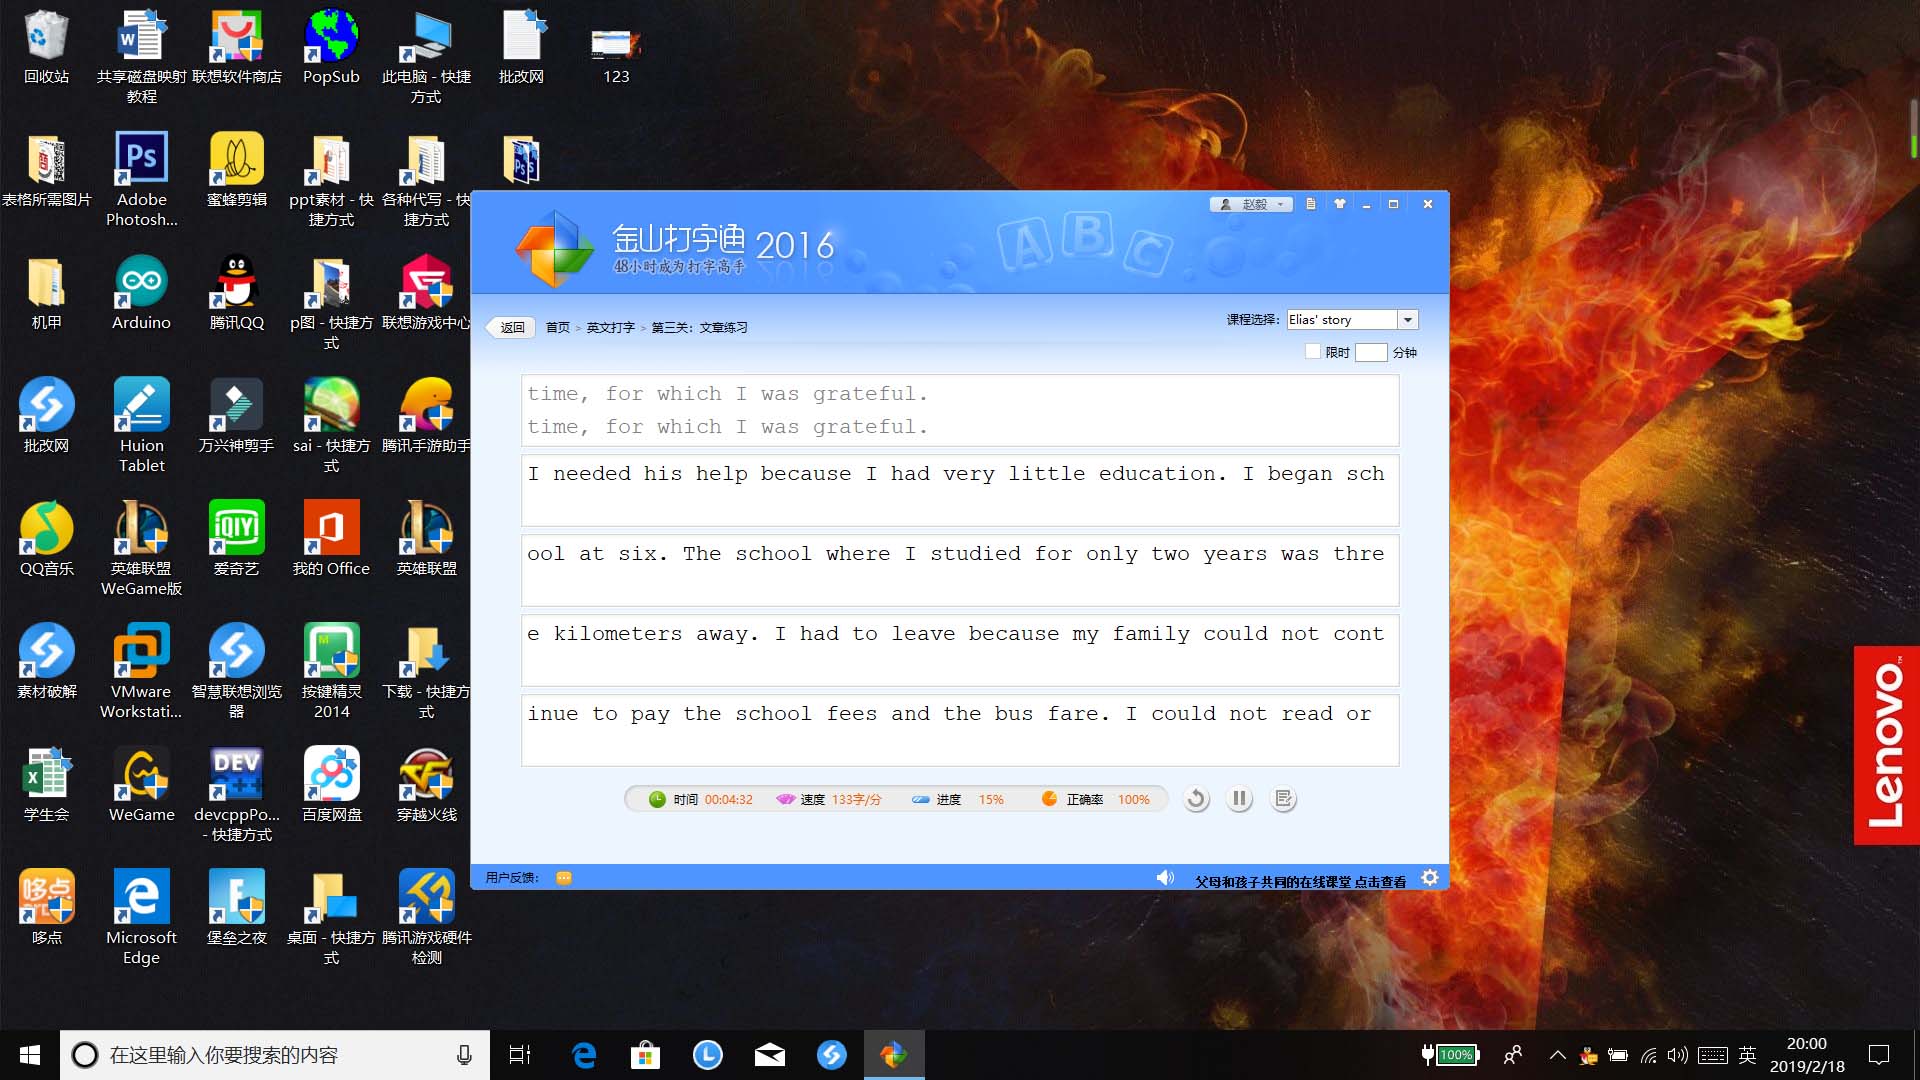 回收站
共享磁盘映射
教程
联想软件商店
PopSub
此电脑 - 快捷
方式
批改网
123
表格所需图片
Ps
Adobe
Photosh...
蜜蜂剪辑
ppt素材 - 快
捷方式
各种代写 - 快
捷方式
机甲
Arduino
腾讯QQ
p图 - 快捷方
式
联想游戏中心
批改网
Huion
Tablet
万兴神剪手
sai - 快捷方
式
腾讯手游助手
QQ音乐
英雄联盟
WeGame版
iQIYI
爱奇艺
我的 Office
英雄联盟
素材破解
VMware
Workstati...
智慧联想浏览
器
按键精灵
2014
下载 - 快捷方
式
学生会
WeGame
DEV
devcppPo...
- 快捷方式
百度网盘
穿越火线
哆点
哆点
Microsoft
Edge
堡垒之夜
桌面 - 快捷方
式
腾讯游戏硬件
检测
赵毅
金山打字通 2016
48小时成为打字高手
A B C
返回
首页 > 英文打字 > 第三关：文章练习
课程选择：
Elias' story
限时
分钟
time, for which I was grateful.
time, for which I was grateful.
I needed his help because I had very little education. I began sch
ool at six. The school where I studied for only two years was thre
e kilometers away. I had to leave because my family could not cont
inue to pay the school fees and the bus fare. I could not read or
时间 00:04:32
速度 133字/分
进度 15%
正确率 100%
用户反馈：
父母和孩子共同的在线课堂 点击查看
Lenovo
在这里输入你要搜索的内容
100%
英
20:00
2019/2/18